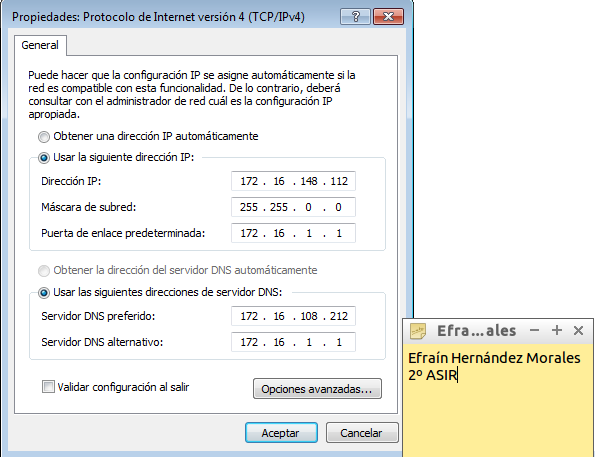 Propiedades: Protocolo de Internet versión 4 (TCP/IPv4)
General
Puede hacer que la configuración IP se asigne automáticamente si la
red es compatible con esta funcionalidad. De lo contrario, deberá
consultar con el administrador de red cuál es la configuración IP
apropiada.
Obtener una dirección IP automáticamente
Usar la siguiente dirección IP:
Dirección IP: 172 . 16 . 148 . 112
Máscara de subred: 255 . 255 . 0 . 0
Puerta de enlace predeterminada: 172 . 16 . 1 . 1
Obtener la dirección del servidor DNS automáticamente
Usar las siguientes direcciones de servidor DNS:
Servidor DNS preferido: 172 . 16 . 108 . 212
Servidor DNS alternativo: 172 . 16 . 1 . 1
Validar configuración al salir
Opciones avanzadas...
Aceptar
Cancelar
Efra...ales
Efraín Hernández Morales
2º ASIR